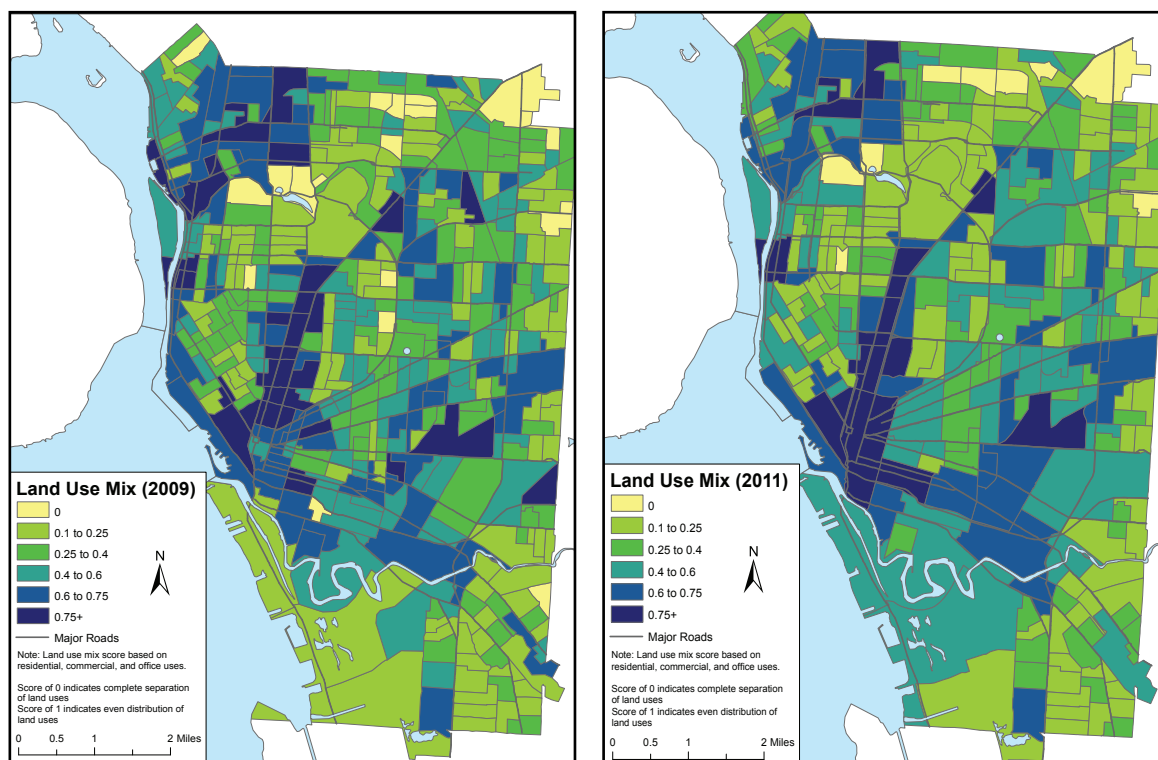 Land Use Mix (2009)
0
0.1 to 0.25
0.25 to 0.4
0.4 to 0.6
0.6 to 0.75
0.75+
Major Roads
N
Note: Land use mix score based on
residential, commercial, and office uses.
Score of 0 indicates complete separation
of land uses
Score of 1 indicates even distribution of
land uses
0 0.5 1 2 Miles
Land Use Mix (2011)
0
0.1 to 0.25
0.25 to 0.4
0.4 to 0.6
0.6 to 0.75
0.75+
Major Roads
N
Note: Land use mix score based on
residential, commercial, and office uses.
Score of 0 indicates complete separation
of land uses
Score of 1 indicates even distribution of
land uses
0 0.5 1 2 Miles